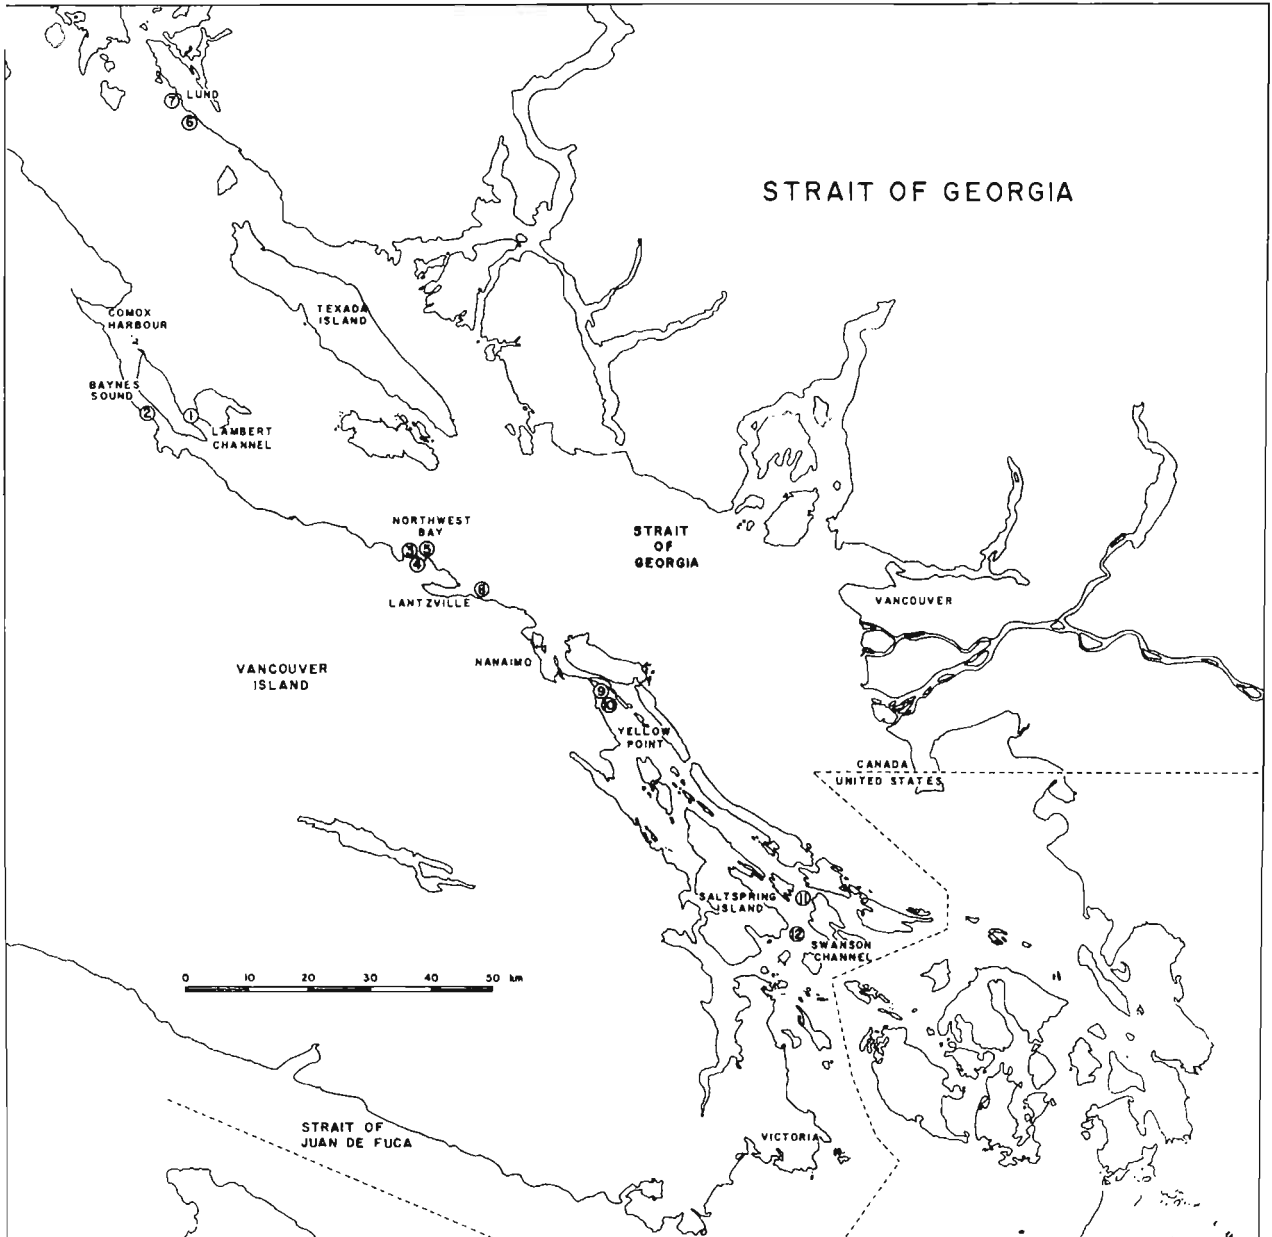 LUND
7
6
STRAIT OF GEORGIA
COMOX
HARBOUR
TEXADA
ISLAND
BAYNES
SOUND
2
1
LAMBERT
CHANNEL
NORTHWEST
BAY
3
5
4
STRAIT
OF
GEORGIA
8
LANTZVILLE
VANCOUVER
NANAIMO
VANCOUVER
ISLAND
9
10
YELLOW
POINT
CANADA
UNITED STATES
SALTSPRING
ISLAND
11
12
SWANSON
CHANNEL
0 10 20 30 40 50 km
STRAIT OF
JUAN DE FUCA
VICTORIA